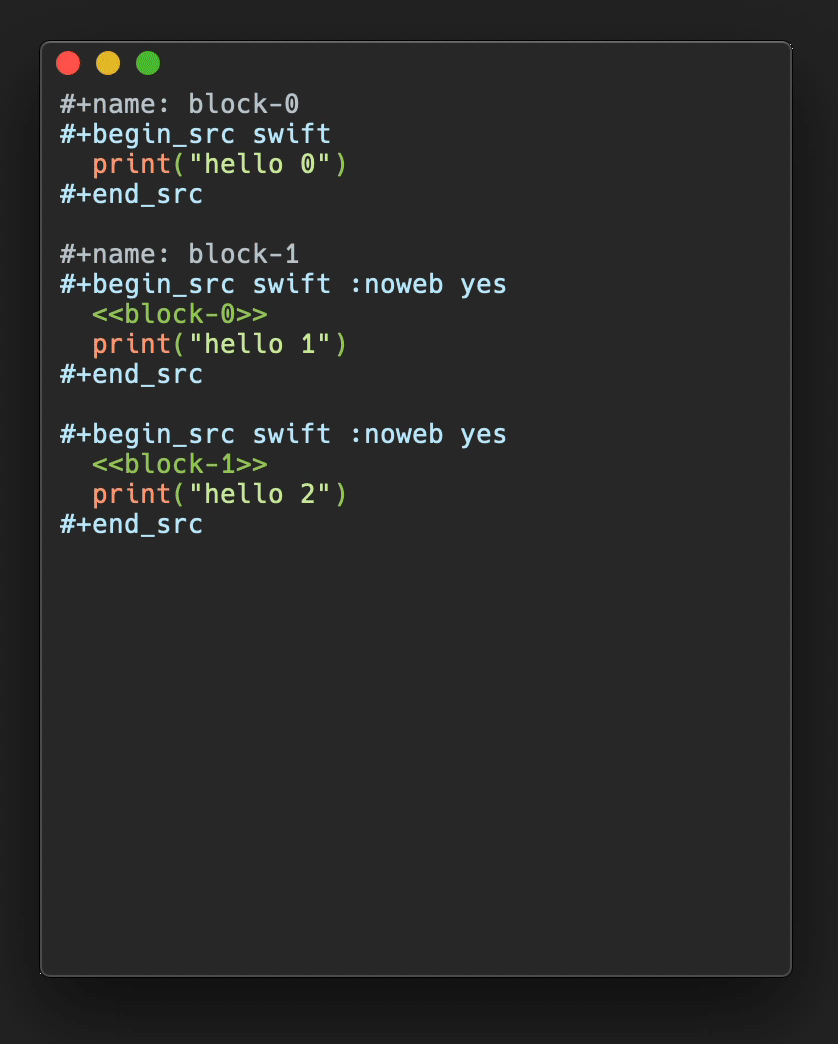 #+name: block-0
#+begin_src swift
  print("hello 0")
#+end_src

#+name: block-1
#+begin_src swift :noweb yes
  <<block-0>>
  print("hello 1")
#+end_src

#+begin_src swift :noweb yes
  <<block-1>>
  print("hello 2")
#+end_src